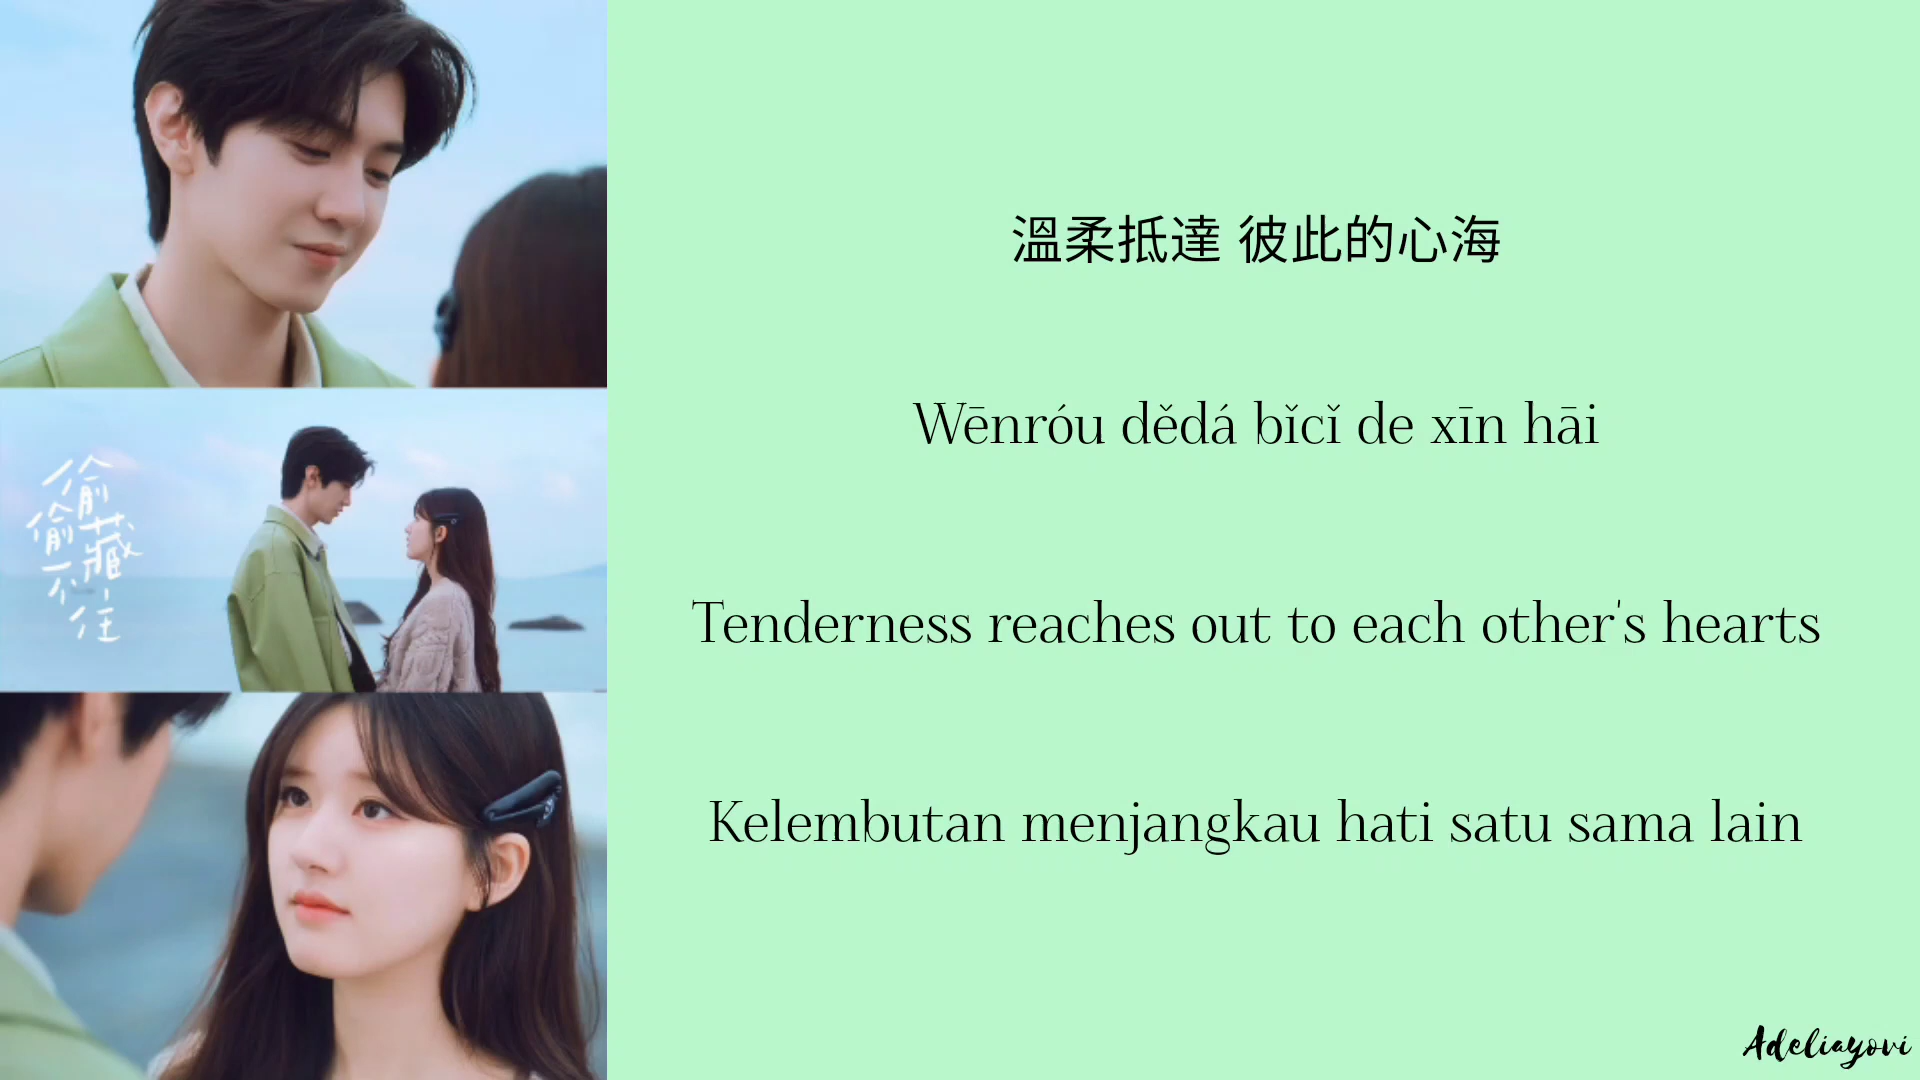 偷偷藏不住
溫柔抵達 彼此的心海
Wēnróu dědá bǐcǐ de xīn hāi
Tenderness reaches out to each other's hearts
Kelembutan menjangkau hati satu sama lain
Adeliayovi